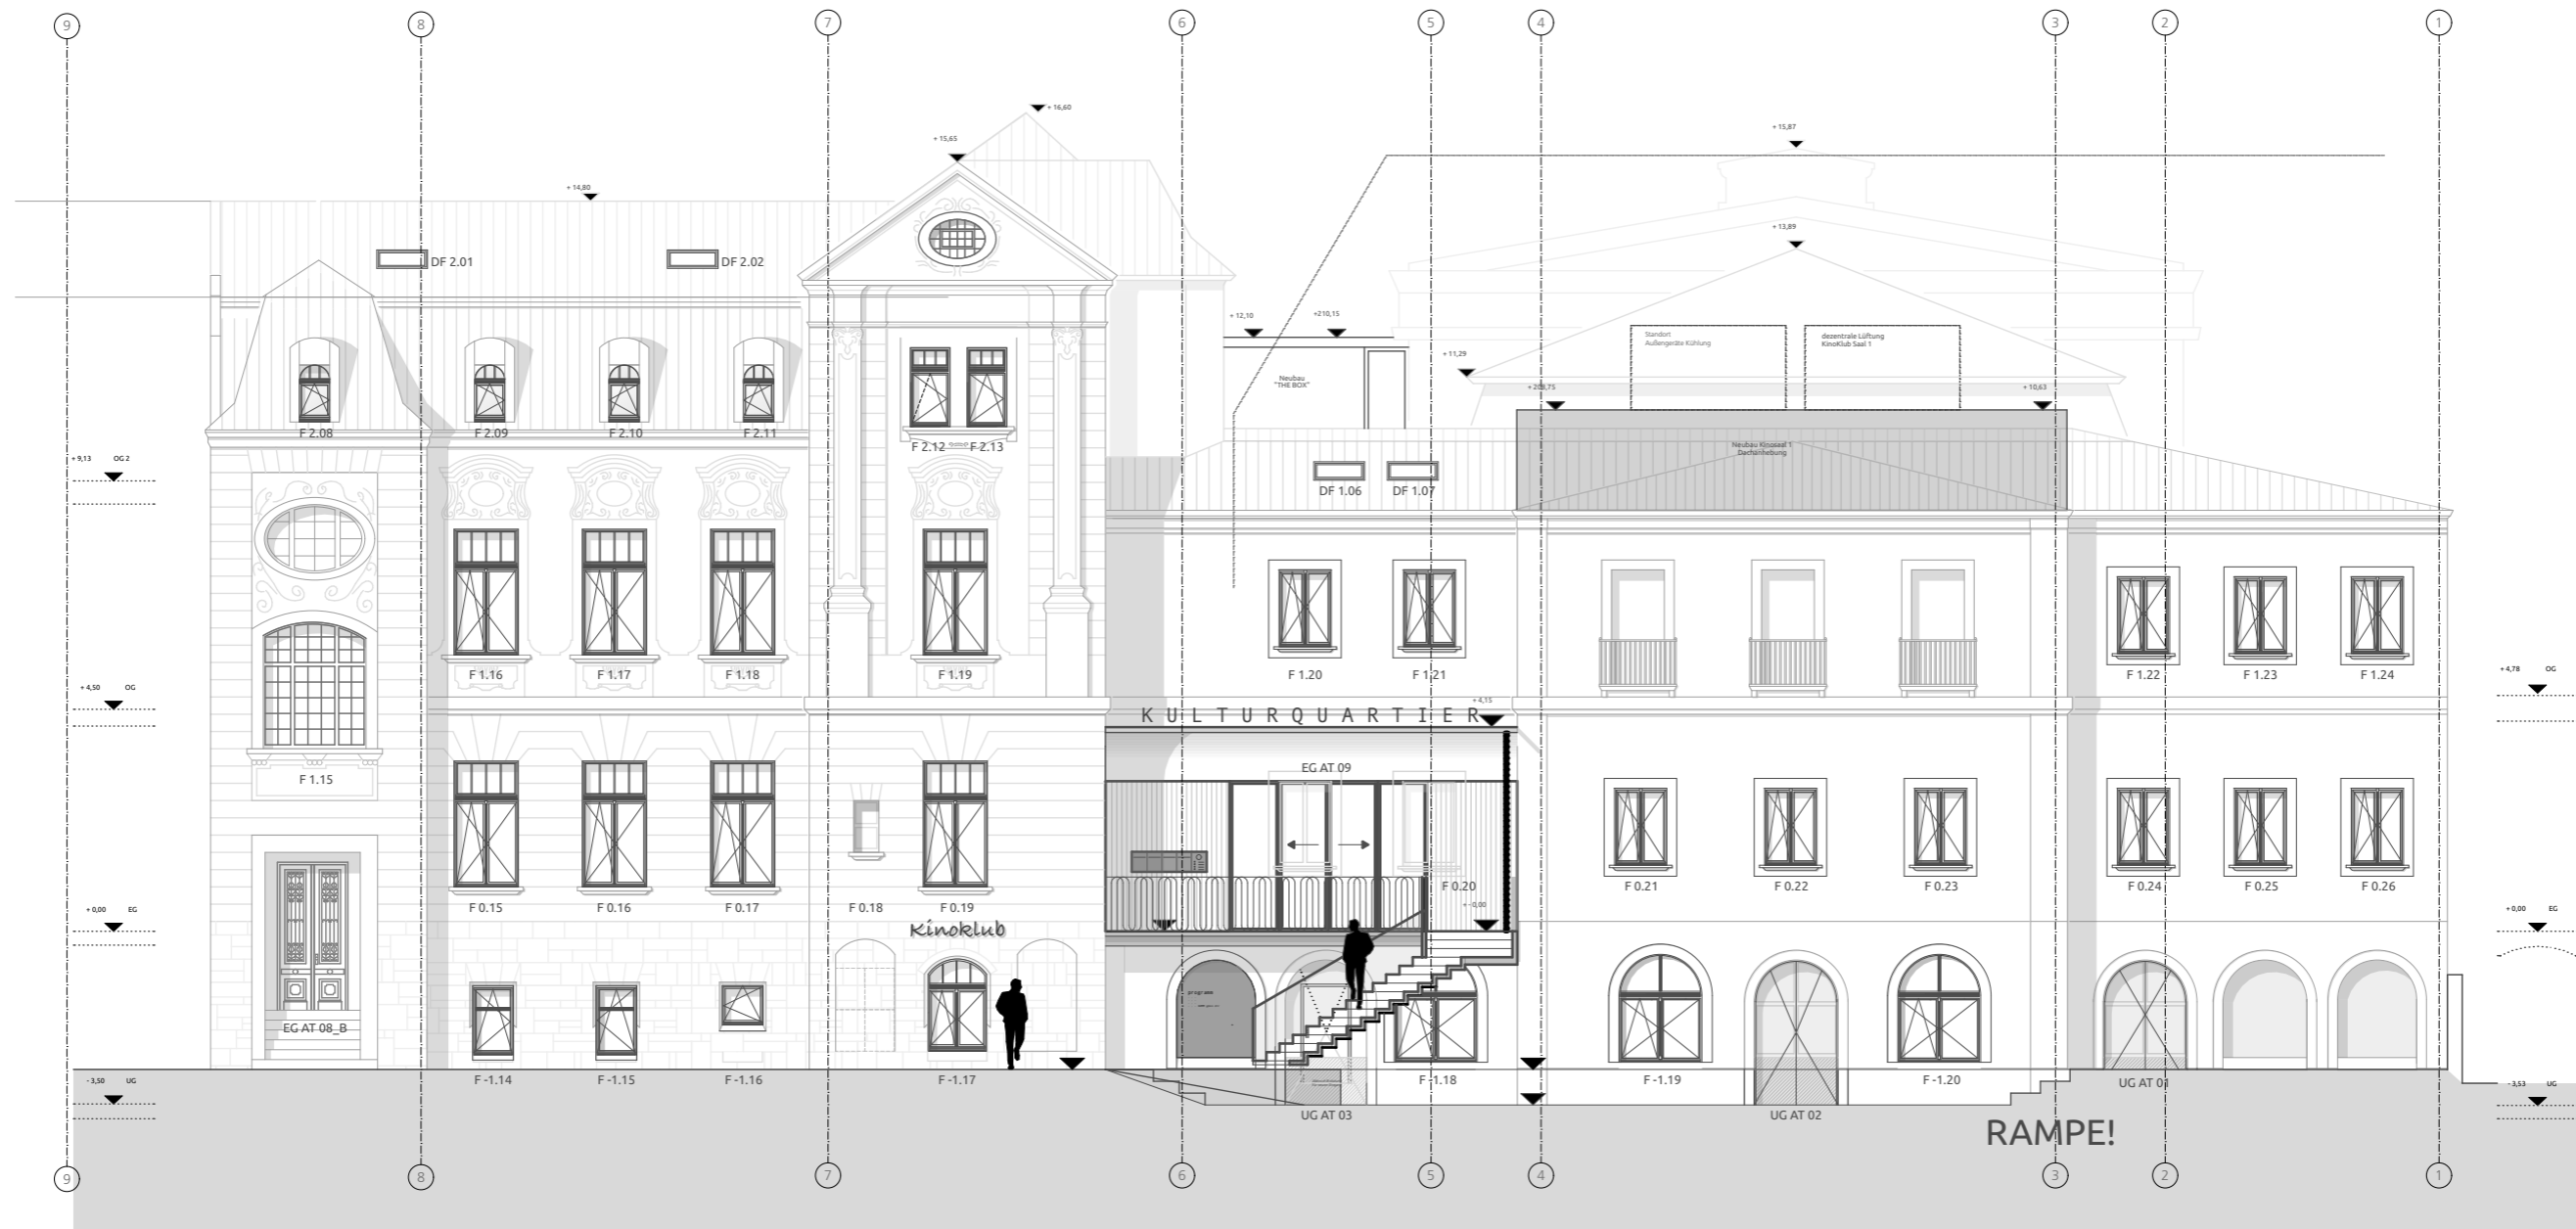 9 8 7 6 5 4 3 2 1
+ 16,60
+ 15,87
+ 15,65
+ 14,80
+ 13,89
DF 2.01 DF 2.02
+ 12,10 +210,15
Standort
Außengeräte Kühlung
dezentrale Lüftung
KinoKlub Saal 1
+ 11,29
Neubau
"THE BOX"
+ 10,63
F 2.08 F 2.09 F 2.10 F 2.11
F 2.12 F 2.13
Neubau Kinosaal 1
Dachanhebung
+ 9,13 OG 2
DF 1.06 DF 1.07
F 1.16 F 1.17 F 1.18 F 1.19 F 1.20 F 1.21 F 1.22 F 1.23 F 1.24
+ 4,78 OG
+ 4,50 OG
+ 4,15
KULTURQUARTIER
EG AT 09
F 1.15
F 0.20 F 0.21 F 0.22 F 0.23 F 0.24 F 0.25 F 0.26
F 0.15 F 0.16 F 0.17 F 0.18 F 0.19
+ - 0,00
+ 0,00 EG
+ 0,00 EG
Kinoklub
programm
EG AT 08_B
F -1.14 F -1.15 F -1.16 F -1.17 F -1.18 F -1.19 F -1.20
UG AT 01
- 3,50 UG
- 3,53 UG
UG AT 03 UG AT 02
RAMPE!
9 8 7 6 5 4 3 2 1